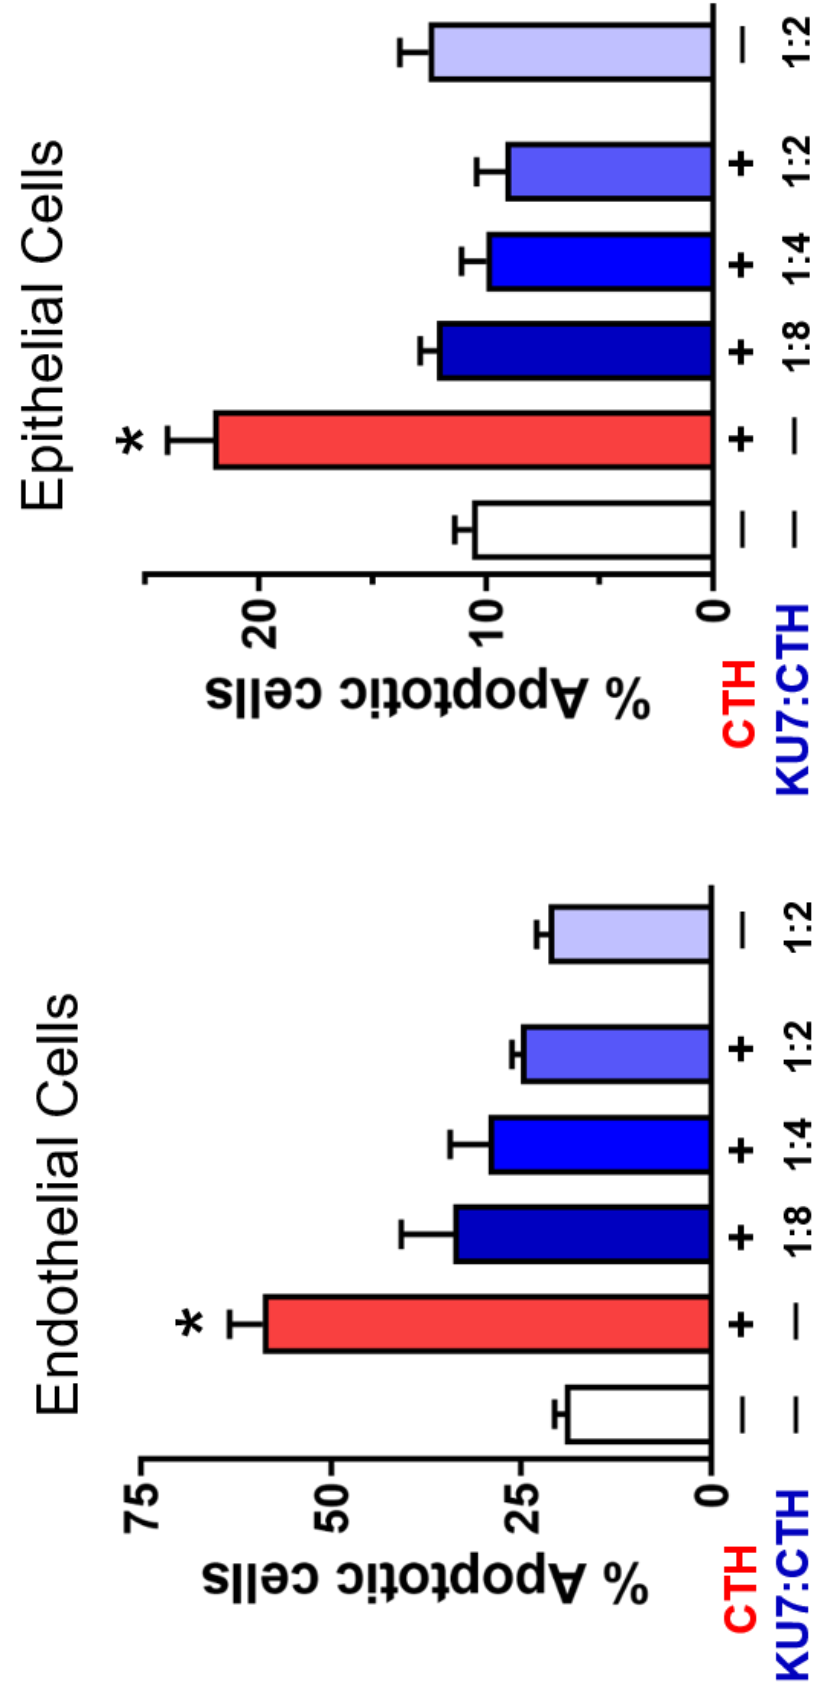 Endothelial Cells
% Apoptotic cells
75
50
25
0
*
CTH — + + + + —
KU7:CTH — — 1:8 1:4 1:2 1:2
Epithelial Cells
% Apoptotic cells
20
10
0
*
CTH — + + + + —
KU7:CTH — — 1:8 1:4 1:2 1:2